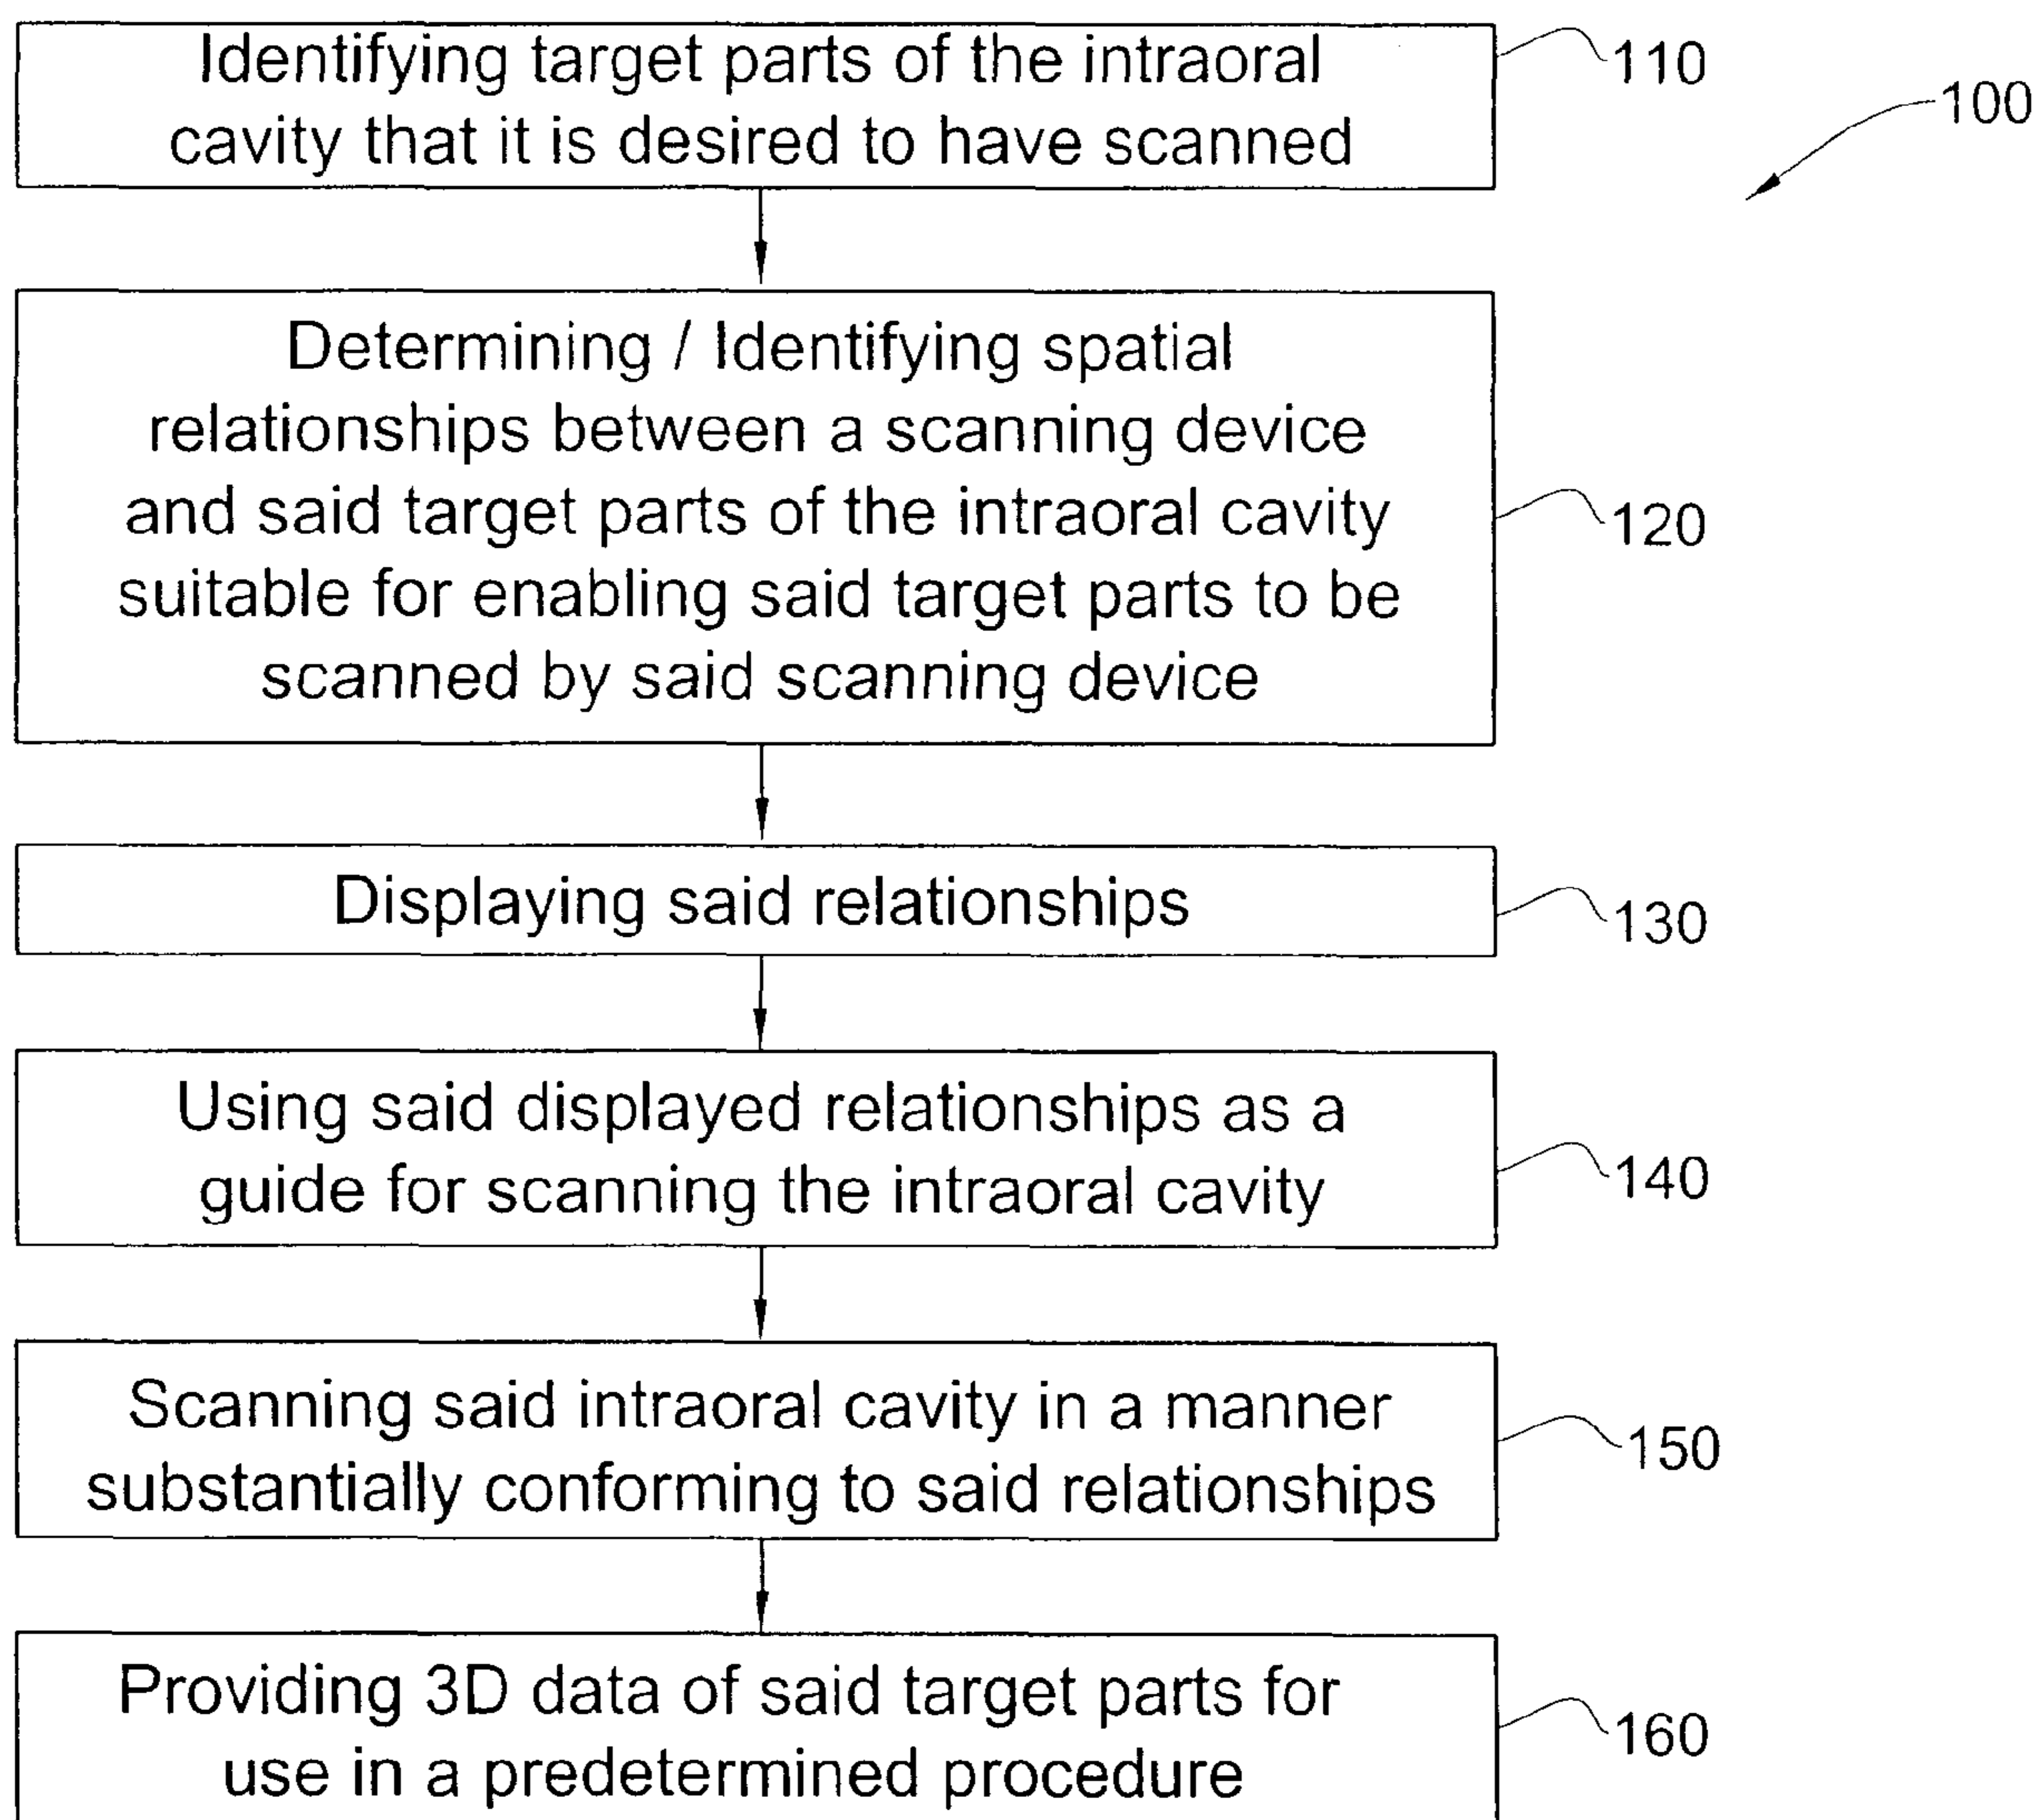 Identifying target parts of the intraoral
cavity that it is desired to have scanned
110
100
Determining / Identifying spatial
relationships between a scanning device
and said target parts of the intraoral cavity
suitable for enabling said target parts to be
scanned by said scanning device
120
Displaying said relationships
130
Using said displayed relationships as a
guide for scanning the intraoral cavity
140
Scanning said intraoral cavity in a manner
substantially conforming to said relationships
150
Providing 3D data of said target parts for
use in a predetermined procedure
160